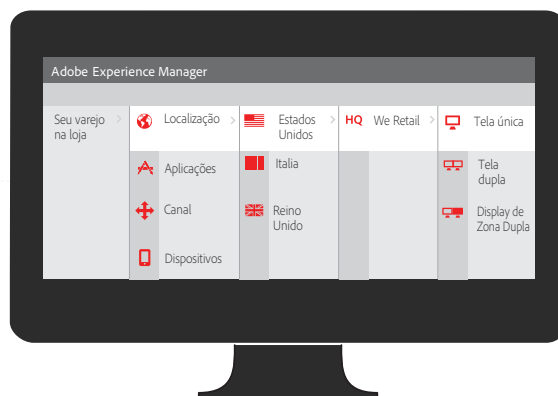 Adobe Experience Manager
Seu varejo
na loja
Localização
Aplicações
Canal
Dispositivos
Estados
Unidos
Italia
Reino
Unido
HQ We Retail
Tela única
Tela
dupla
Display de
Zona Dupla